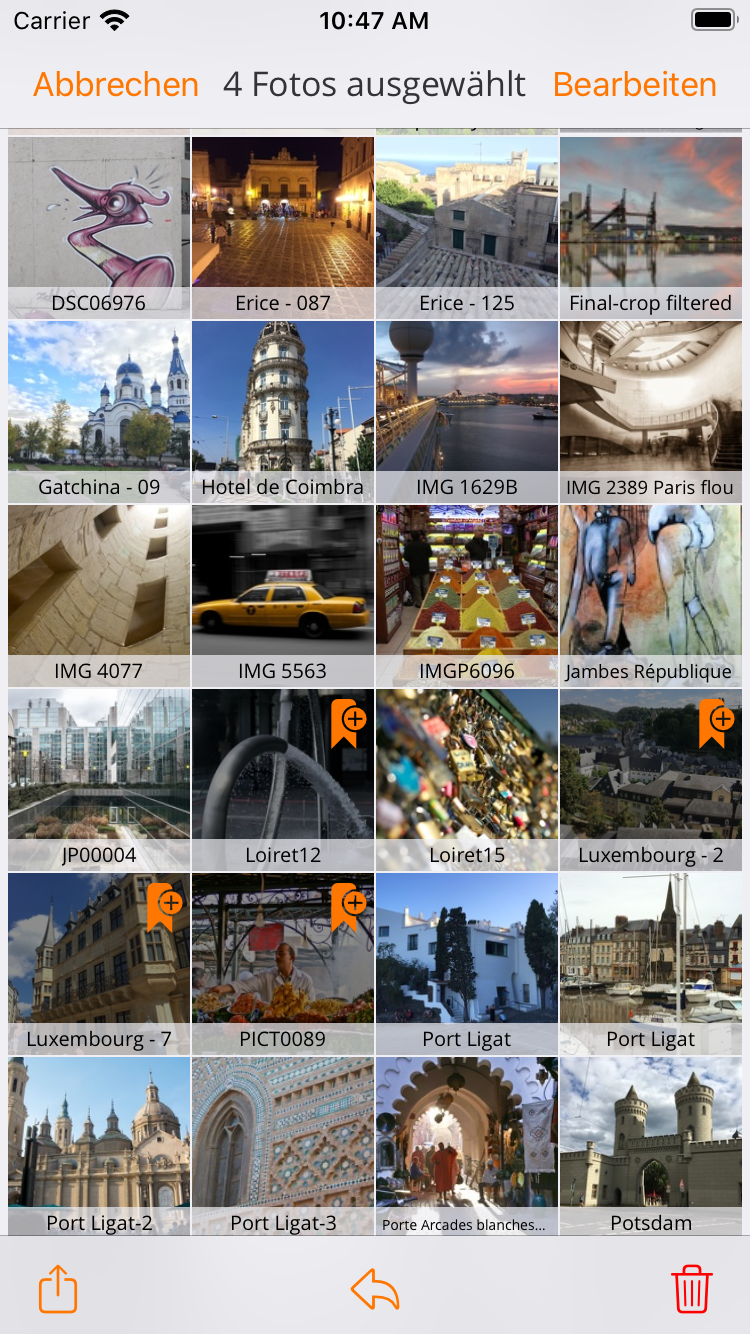 Carrier 10:47 AM
Abbrechen 4 Fotos ausgewählt Bearbeiten
DSC06976 Erice - 087 Erice - 125 Final-crop filtered
Gatchina - 09 Hotel de Coimbra IMG 1629B IMG 2389 Paris flou
IMG 4077 IMG 5563 IMGP6096 Jambes République
JP00004 Loiret12 Loiret15 Luxembourg - 2
Luxembourg - 7 PICT0089 Port Ligat Port Ligat
Port Ligat-2 Port Ligat-3 Porte Arcades blanches... Potsdam